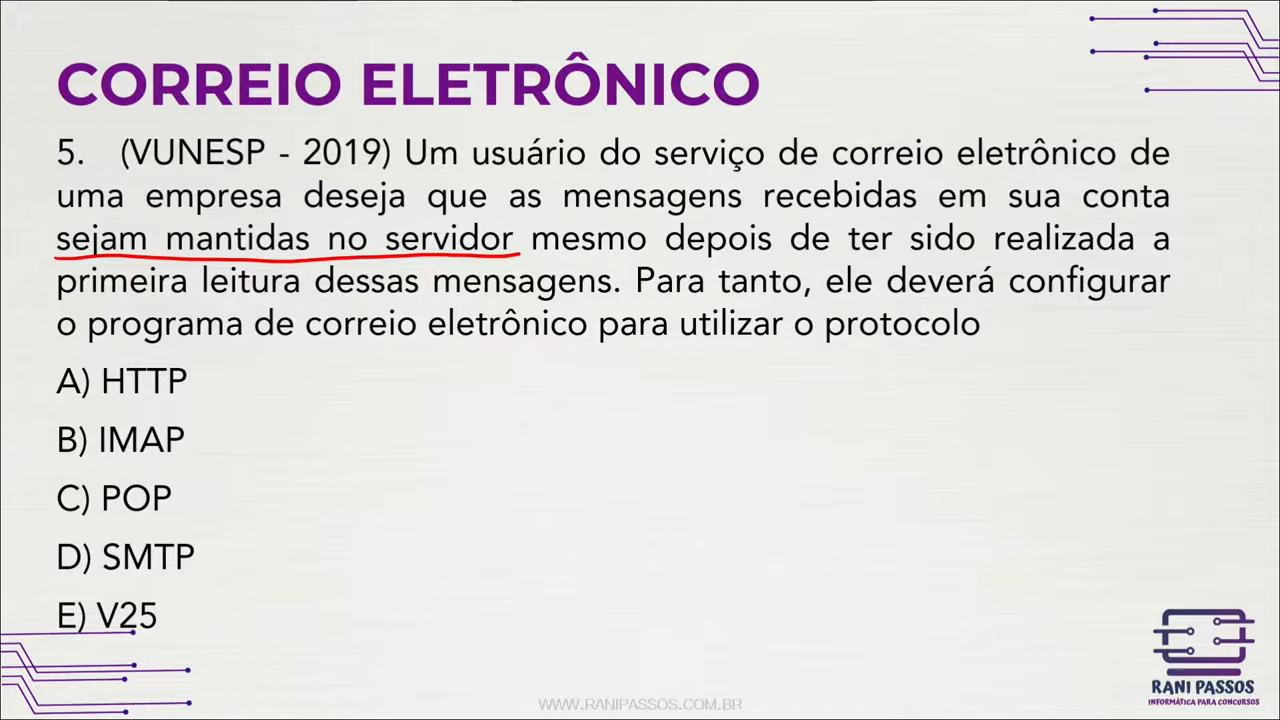 CORREIO ELETRÔNICO
5. (VUNESP - 2019) Um usuário do serviço de correio eletrônico de
uma empresa deseja que as mensagens recebidas em sua conta
sejam mantidas no servidor mesmo depois de ter sido realizada a
primeira leitura dessas mensagens. Para tanto, ele deverá configurar
o programa de correio eletrônico para utilizar o protocolo
A) HTTP
B) IMAP
C) POP
D) SMTP
E) V25
RANI PASSOS
INFORMÁTICA PARA CONCURSOS
WWW.RANIPASSOS.COM.BR